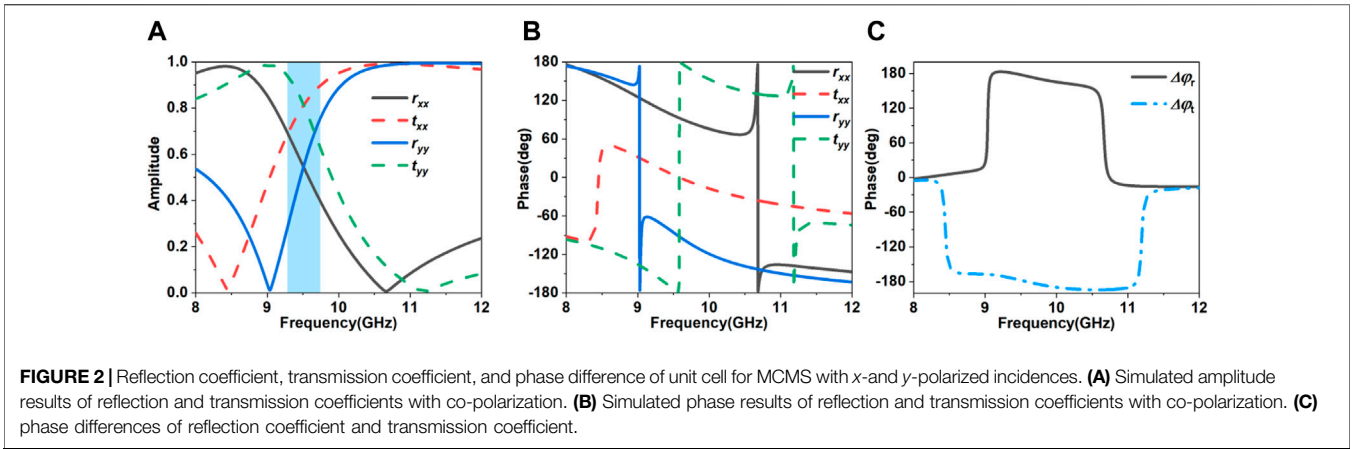 A
B
C
1.0
0.8
0.6
0.4
0.2
0.0
Amplitude
8
9
10
11
12
Frequency(GHz)
rxx
txx
ryy
tyy
180
120
60
0
-60
-120
-180
Phase(deg)
8
9
10
11
12
Frequency(GHz)
rxx
txx
ryy
tyy
180
120
60
0
-60
-120
-180
Phase(deg)
8
9
10
11
12
Frequency(GHz)
Δφr
Δφt
FIGURE 2 | Reflection coefficient, transmission coefficient, and phase difference of unit cell for MCMS with x-and y-polarized incidences. (A) Simulated amplitude
results of reflection and transmission coefficients with co-polarization. (B) Simulated phase results of reflection and transmission coefficients with co-polarization. (C)
phase differences of reflection coefficient and transmission coefficient.